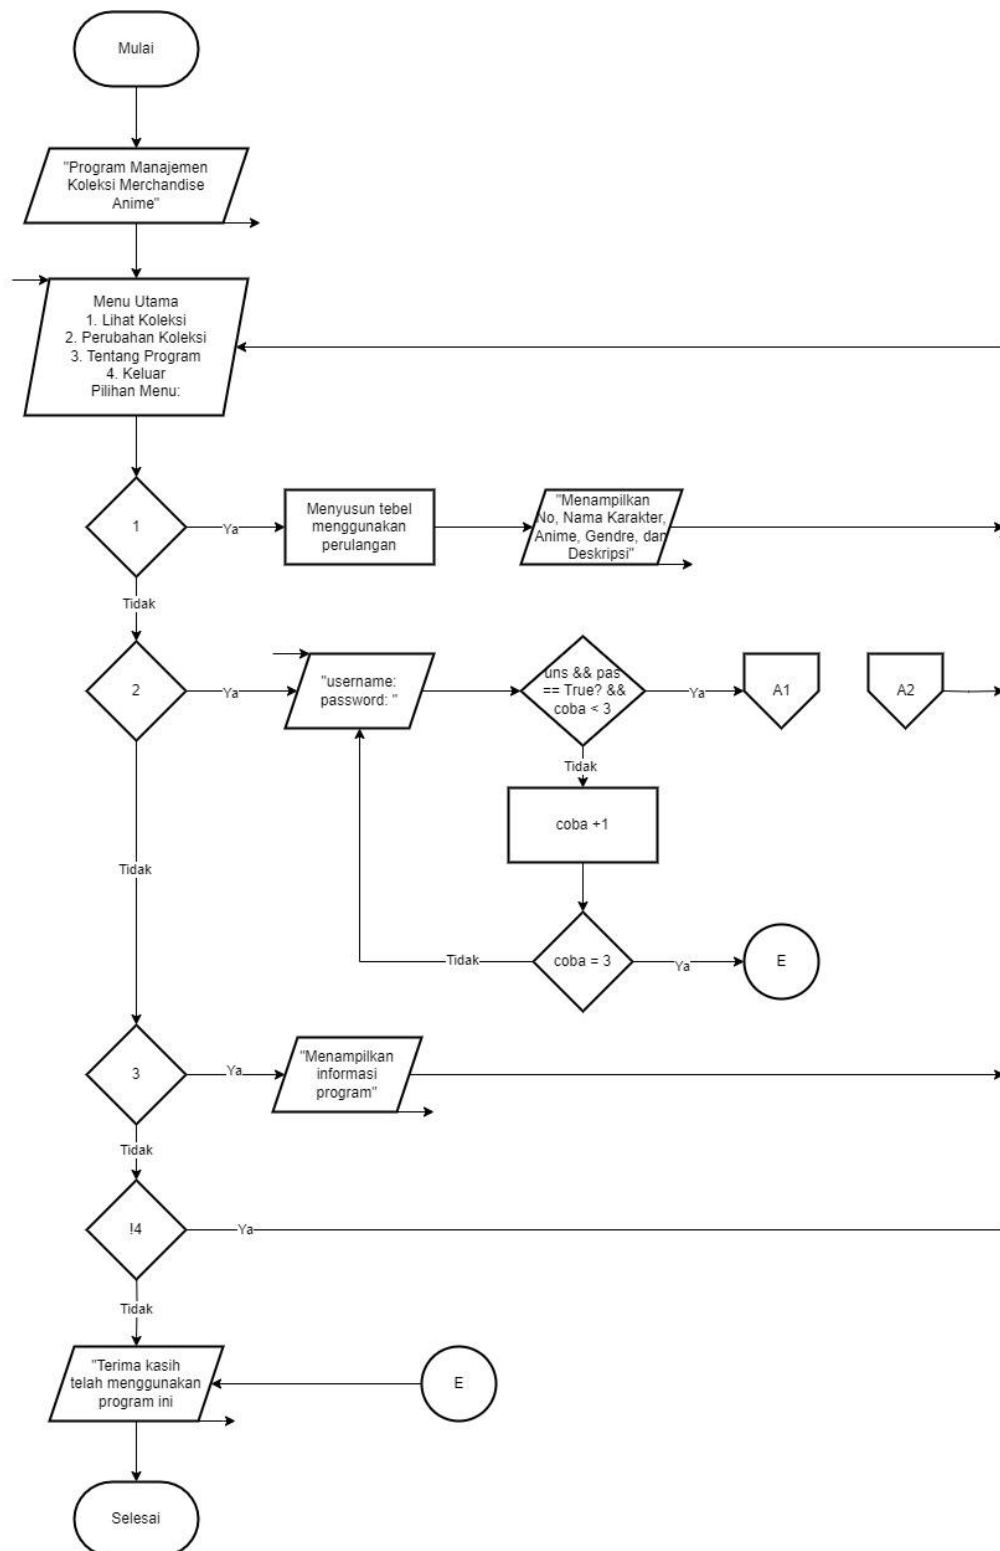 Mulai
"Program Manajemen
Koleksi Merchandise
Anime"
Menu Utama
1. Lihat Koleksi
2. Perubahan Koleksi
3. Tentang Program
4. Keluar
Pilihan Menu:
1
Ya
Menyusun tebel
menggunakan
perulangan
"Menampilkan
No, Nama Karakter,
Anime, Gendre, dan
Deskripsi"
Tidak
2
Ya
"username:
password: "
uns && pas
== True? &&
coba < 3
Ya
A1
A2
Tidak
coba +1
Tidak
coba = 3
Tidak
Ya
E
3
Ya
"Menampilkan
informasi
program"
Tidak
!4
Ya
Tidak
"Terima kasih
telah menggunakan
program ini
E
Selesai